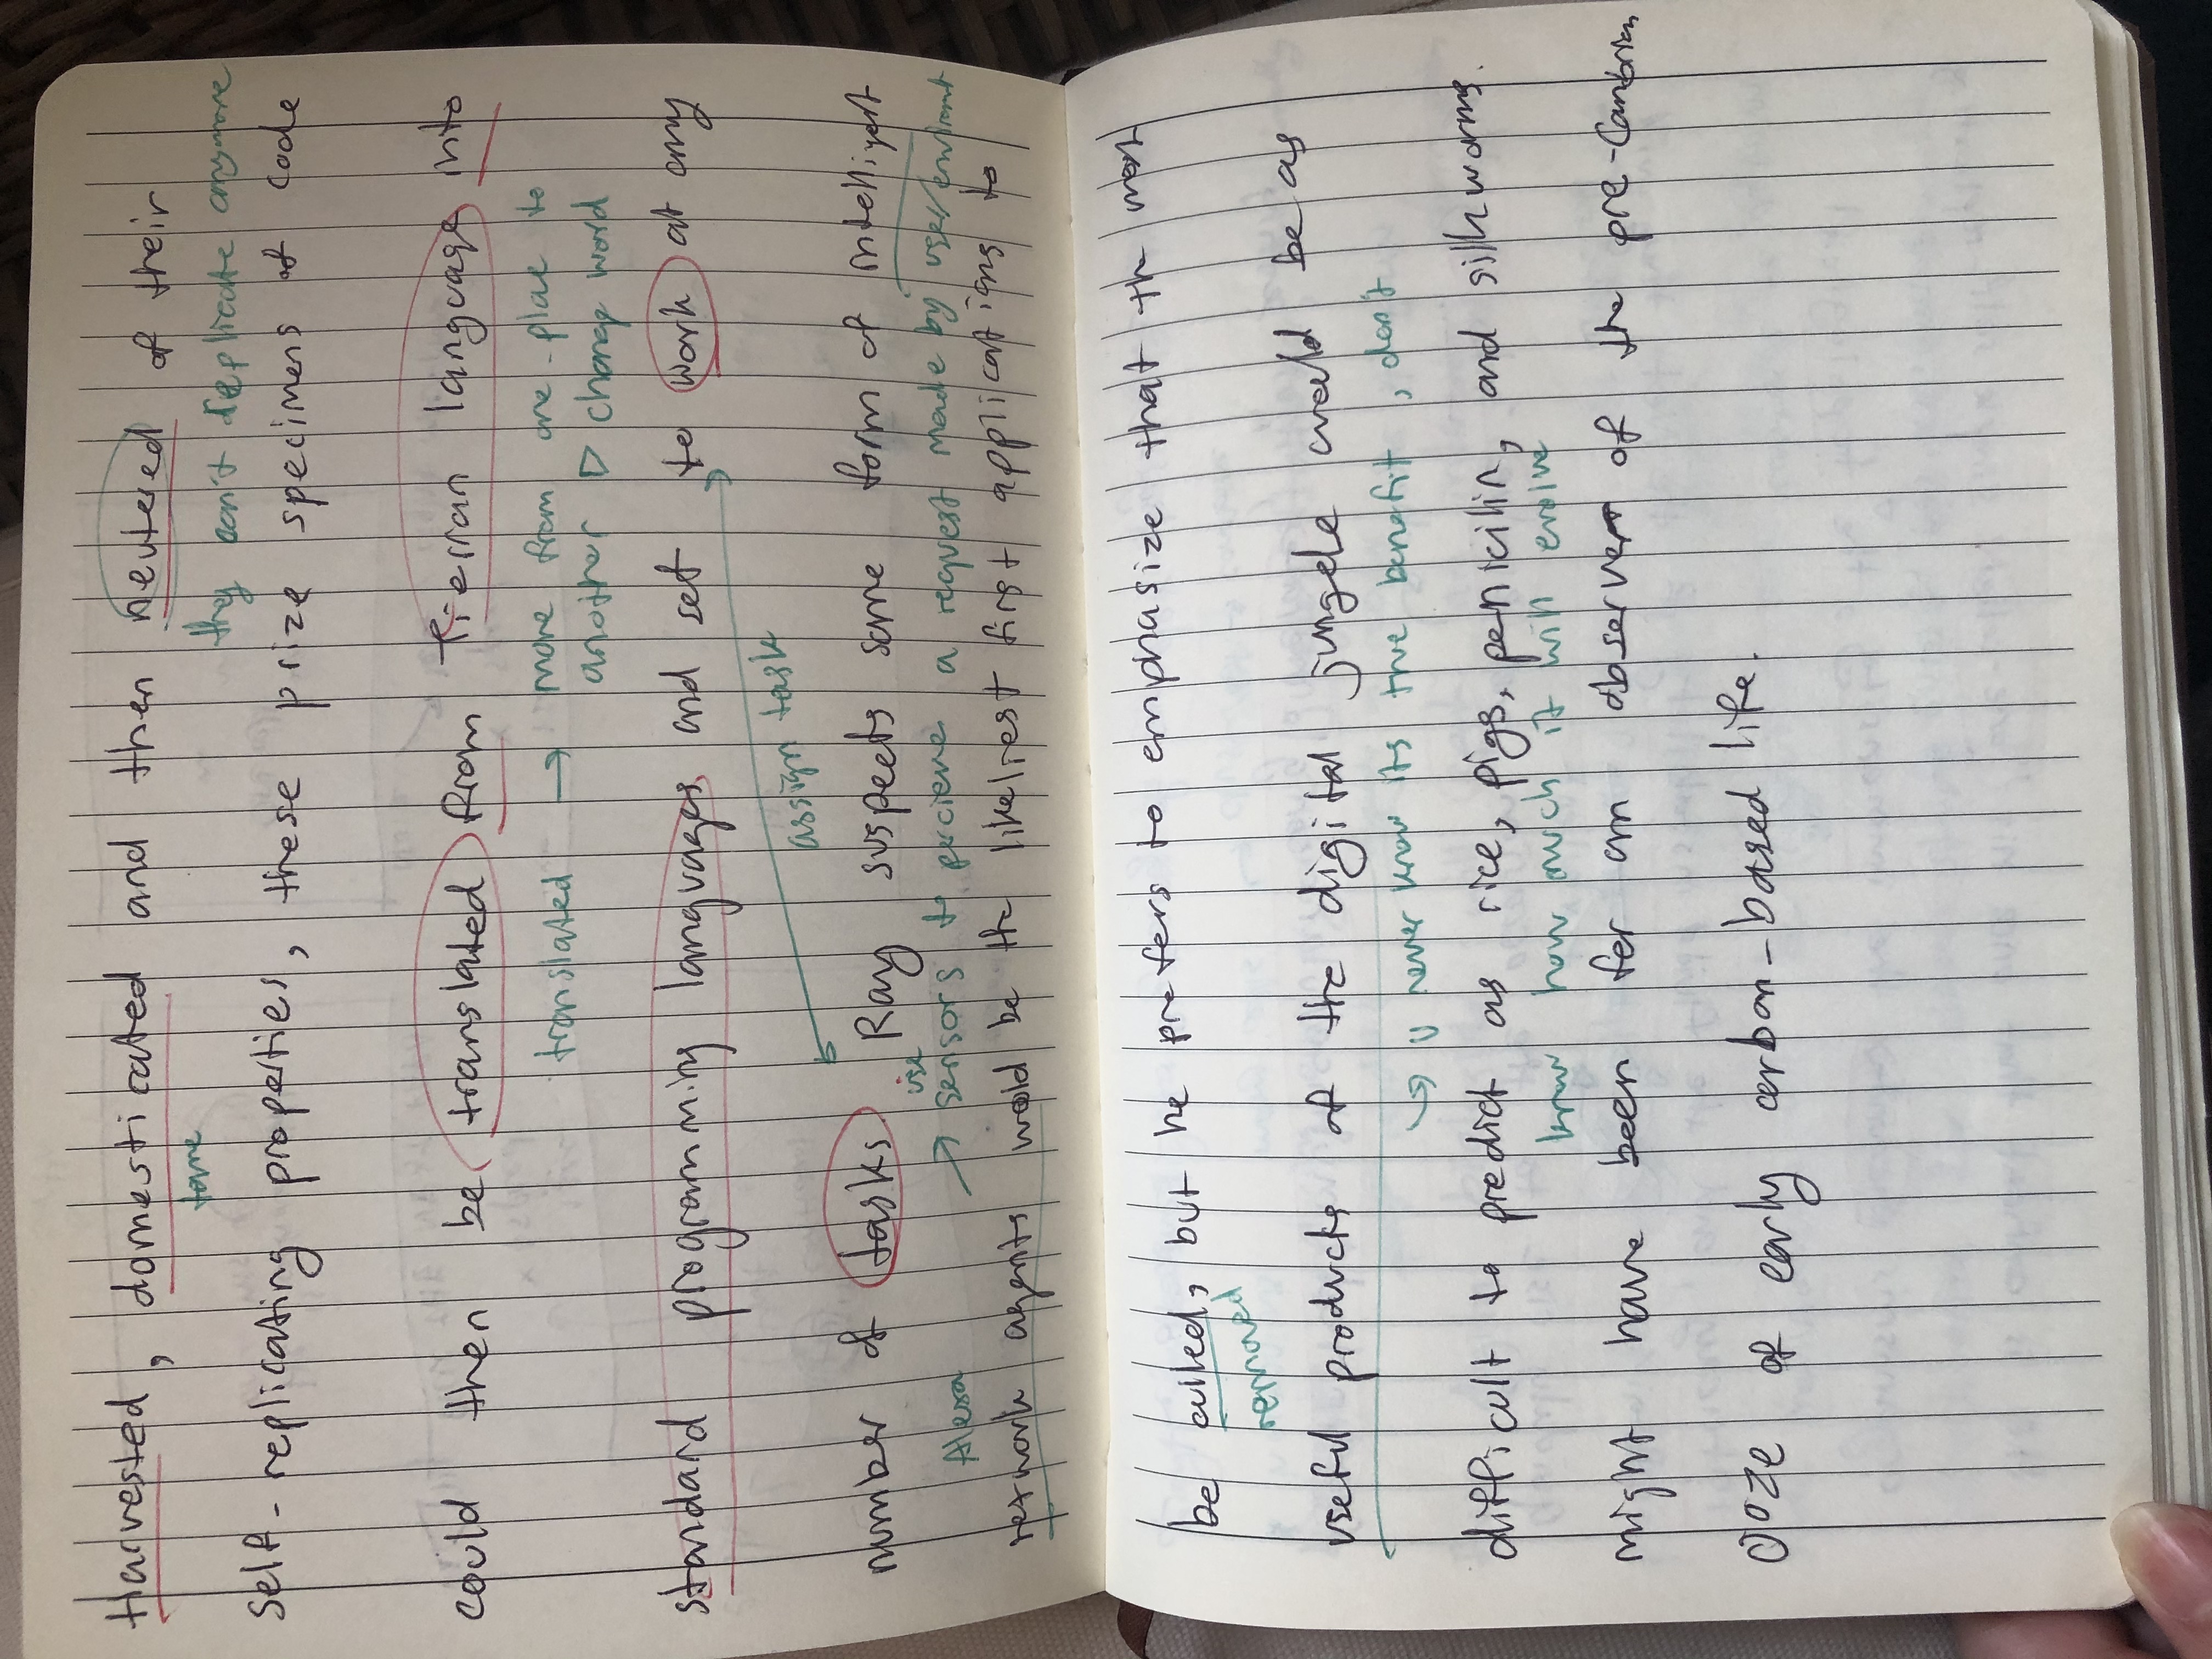 Harvested, domesticated and then neutered of their
tame
they can't replicate anymore
self-replicating properties, these prize specimens of code
could then be translated from Tierran language into
translated → move from one place to
another ▷ change word
standard programming languages and set to work at any
assign task
number of tasks. Ray suspects some form of intelligent
use
Alexa → sensors to percieve a request made by user/
network agents would be the likeliest first applications to
be culled, but he prefers to emphasize that the most
removed
useful products of the digital jungele could be as
↳ u never know its true benefit, don't
difficult to predict as rice, pigs, penicilin, and silkworms.
know how much it will evolve
might have been for an observer of the pre-Cambrian
ooze of early carbon-based life.